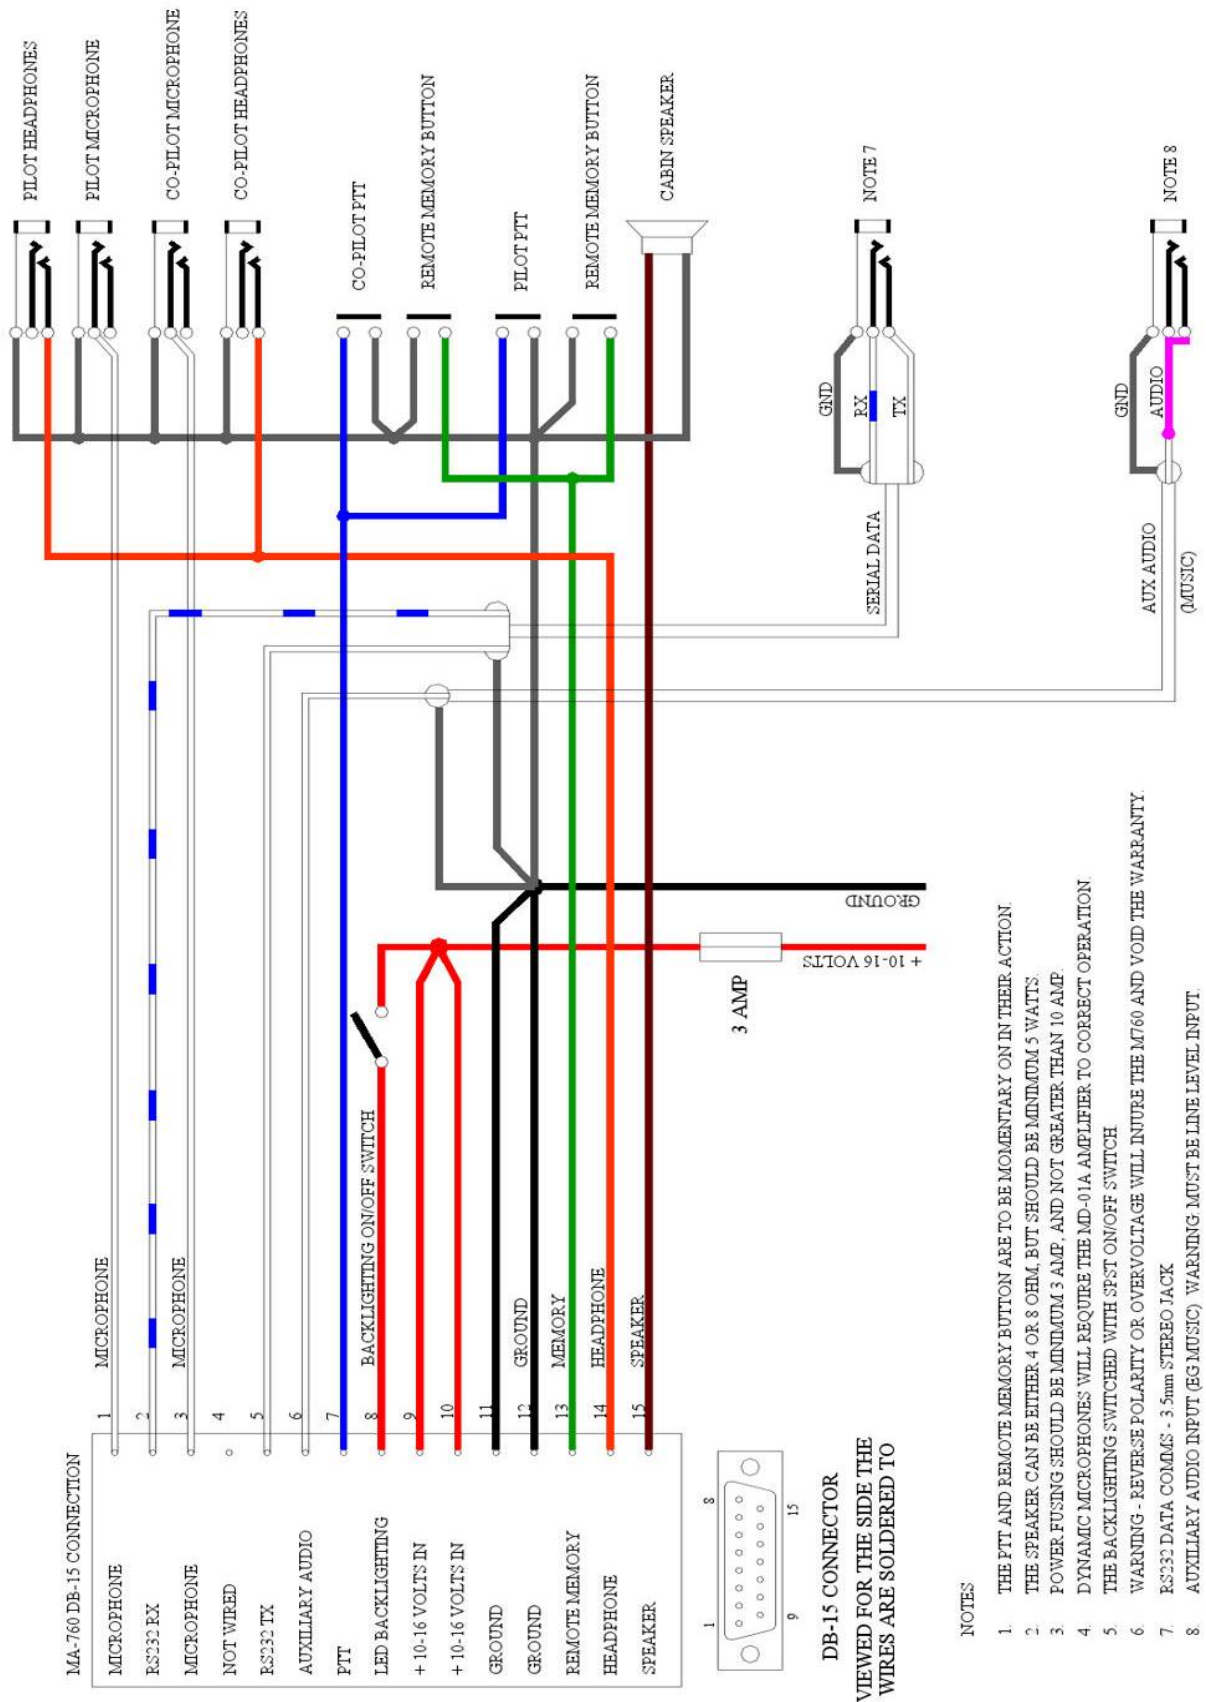 MA-760 DB-15 CONNECTION
MICROPHONE 1 MICROPHONE
RS232 RX 2
MICROPHONE 3 MICROPHONE
NOT WIRED 4
RS232 TX 5
AUXILIARY AUDIO 6
PTT 7
LED BACKLIGHTING 8 BACKLIGHTING ON/OFF SWITCH
+ 10-16 VOLTS IN 9
+ 10-16 VOLTS IN 10
GROUND 11
GROUND 12 GROUND
REMOTE MEMORY 13 MEMORY
HEADPHONE 14 HEADPHONE
SPEAKER 15 SPEAKER
PILOT HEADPHONES
PILOT MICROPHONE
CO-PILOT MICROPHONE
CO-PILOT HEADPHONES
CO-PILOT PTT
REMOTE MEMORY BUTTON
PILOT PTT
REMOTE MEMORY BUTTON
CABIN SPEAKER
GROUND
+ 10-16 VOLTS
3 AMP
SERIAL DATA
GND
RX
TX
NOTE 7
AUX AUDIO
(MUSIC)
GND
AUDIO
NOTE 8
1 8
9 15
DB-15 CONNECTOR
VIEWED FOR THE SIDE THE
WIRES ARE SOLDERED TO
NOTES
1. THE PTT AND REMOTE MEMORY BUTTON ARE TO BE MOMENTARY ON IN THEIR ACTION.
2. THE SPEAKER CAN BE EITHER 4 OR 8 OHM, BUT SHOULD BE MINIMUM 5 WATTS.
3. POWER FUSING SHOULD BE MINIMUM 3 AMP, AND NOT GREATER THAN 10 AMP.
4. DYNAMIC MICROPHONES WILL REQUIRE THE MD-01A AMPLIFIER TO CORRECT OPERATION.
5. THE BACKLIGHTING SWITCHED WITH SPST ON/OFF SWITCH
6. WARNING - REVERSE POLARITY OR OVERVOLTAGE WILL INJURE THE M760 AND VOID THE WARRANTY.
7. RS232 DATA COMMS - 3.5mm STEREO JACK
8. AUXILIARY AUDIO INPUT (EG MUSIC) WARNING MUST BE LINE LEVEL INPUT.